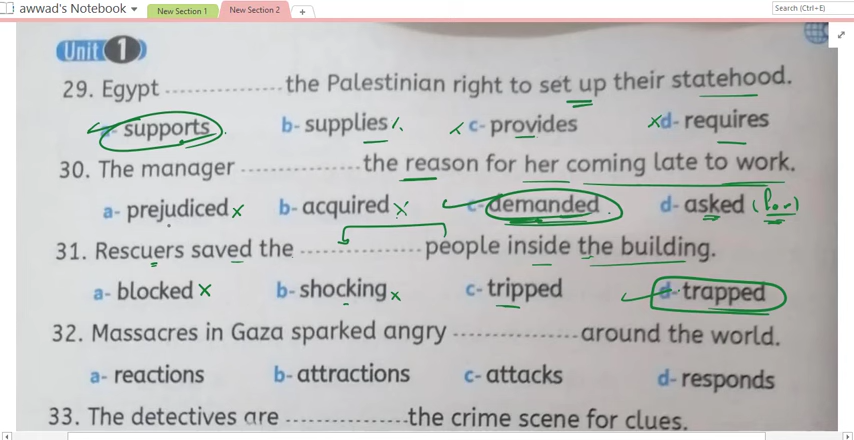 awwad's Notebook
New Section 1
New Section 2
+
Search (Ctrl+E)
Unit 1
29. Egypt .............. the Palestinian right to set up their statehood.
a- supports b- supplies c- provides d- requires
30. The manager .............. the reason for her coming late to work.
a- prejudiced x b- acquired x c- demanded d- asked (for)
31. Rescuers saved the .............. people inside the building.
a- blocked x b- shocking x c- tripped d- trapped
32. Massacres in Gaza sparked angry .............. around the world.
a- reactions b- attractions c- attacks d- responds
33. The detectives are ..............the crime scene for clues.